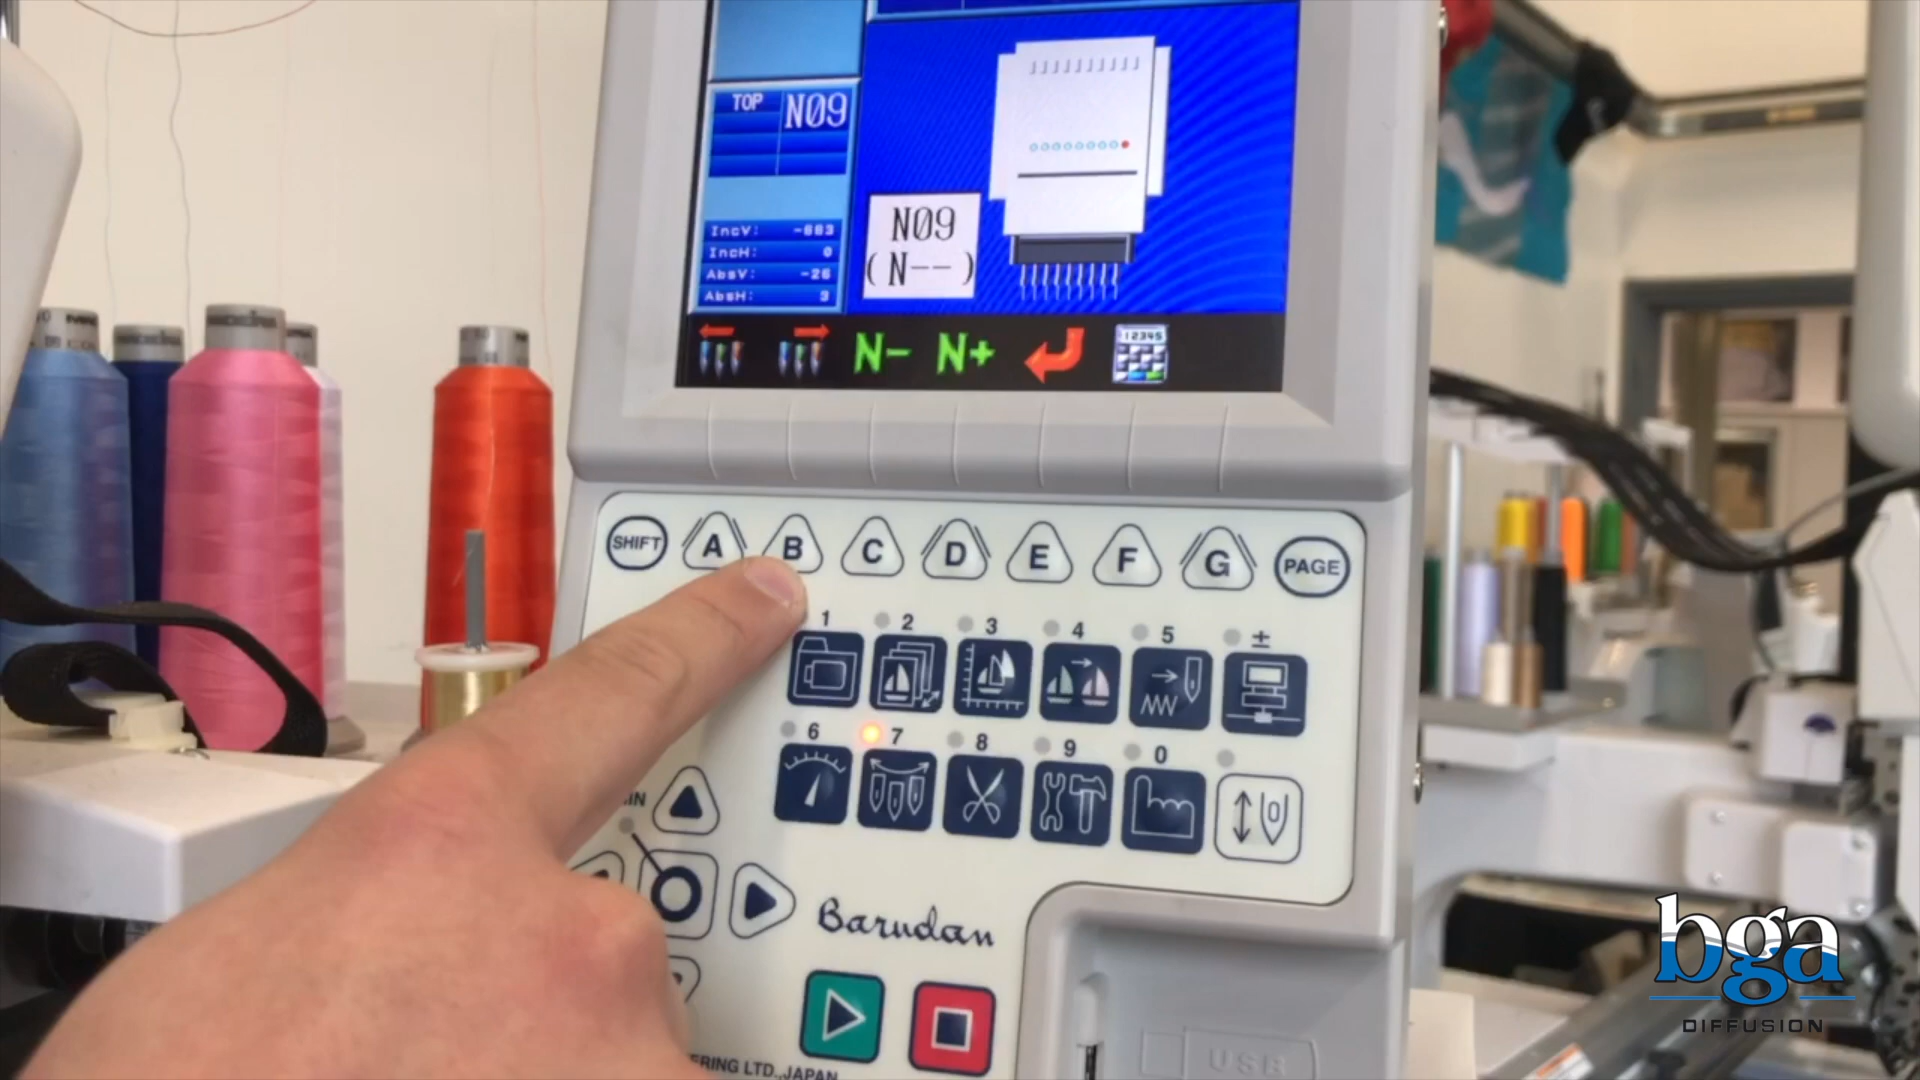 TOP N09
IncV: -683
IncH: 0
AbsV: -26
AbsH: 3
N09
(N--)
N- N+ 12345
SHIFT A B C D E F G PAGE
1 2 3 4 5 ±
6 7 8 9 0
Barudan
ERING LTD., JAPAN
USB
madeira
bga
DIFFUSION